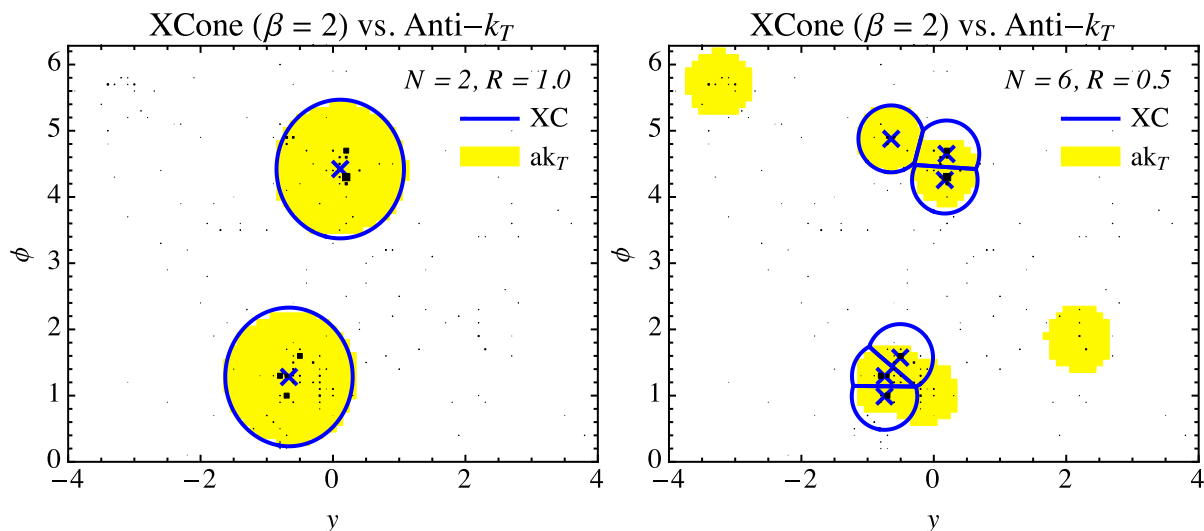 XCone (β = 2) vs. Anti−kT
N = 2, R = 1.0
XC
akT
6
5
4
3
2
1
0
ϕ
−4
−2
0
2
4
y
XCone (β = 2) vs. Anti−kT
N = 6, R = 0.5
XC
akT
6
5
4
3
2
1
0
ϕ
−4
−2
0
2
4
y